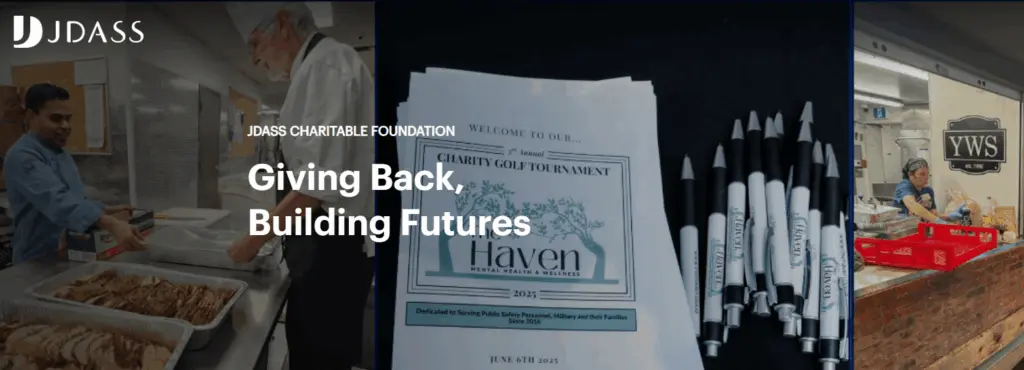 JDASS
JDASS CHARITABLE FOUNDATION
Giving Back,
Building Futures
WELCOME TO OUR...
Annual
CHARITY GOLF TOURNAMENT
Haven
MENTAL HEALTH & WELLNESS
2025
Dedicated to Serving Public Safety Personnel, Military and their Families
Since
JUNE 6TH 2025
Haven
YWS